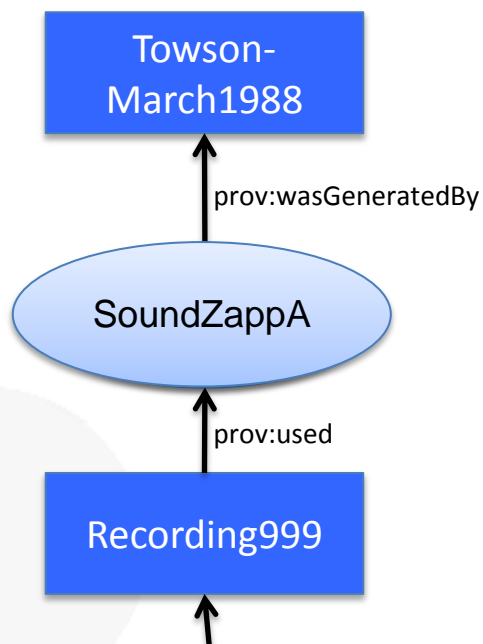 Towson-
March1988
prov:wasGeneratedBy
SoundZappA
prov:used
Recording999